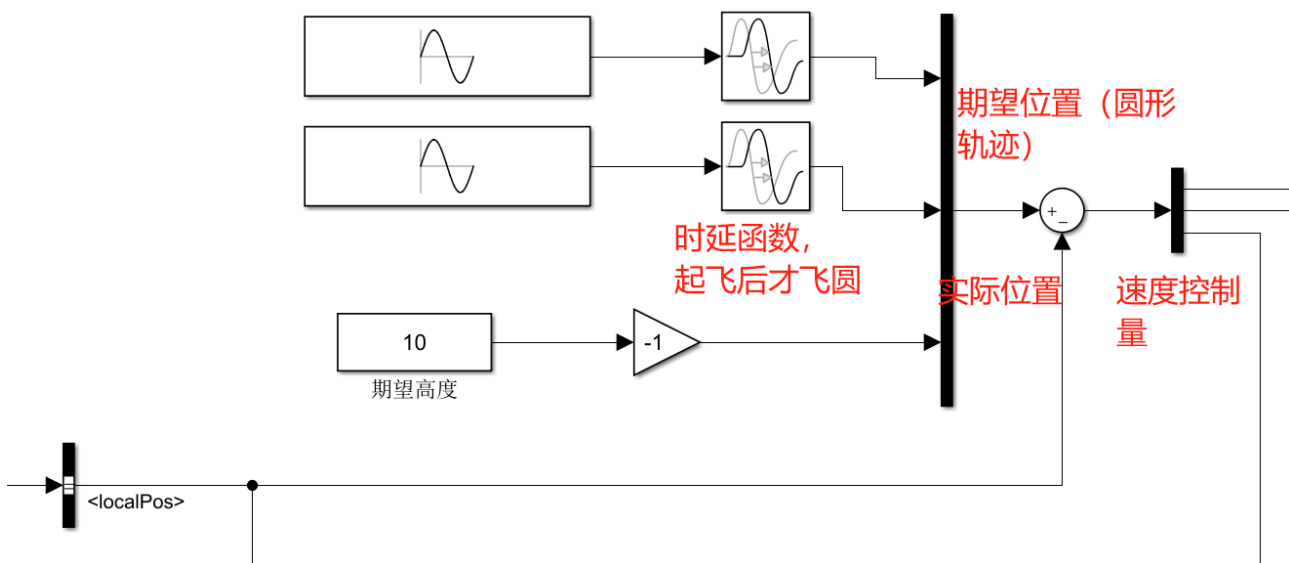 期望位置（圆形
轨迹）
+
_
时延函数，
起飞后才飞圆
实际位置
速度控制
量
10
-1
期望高度
<localPos>